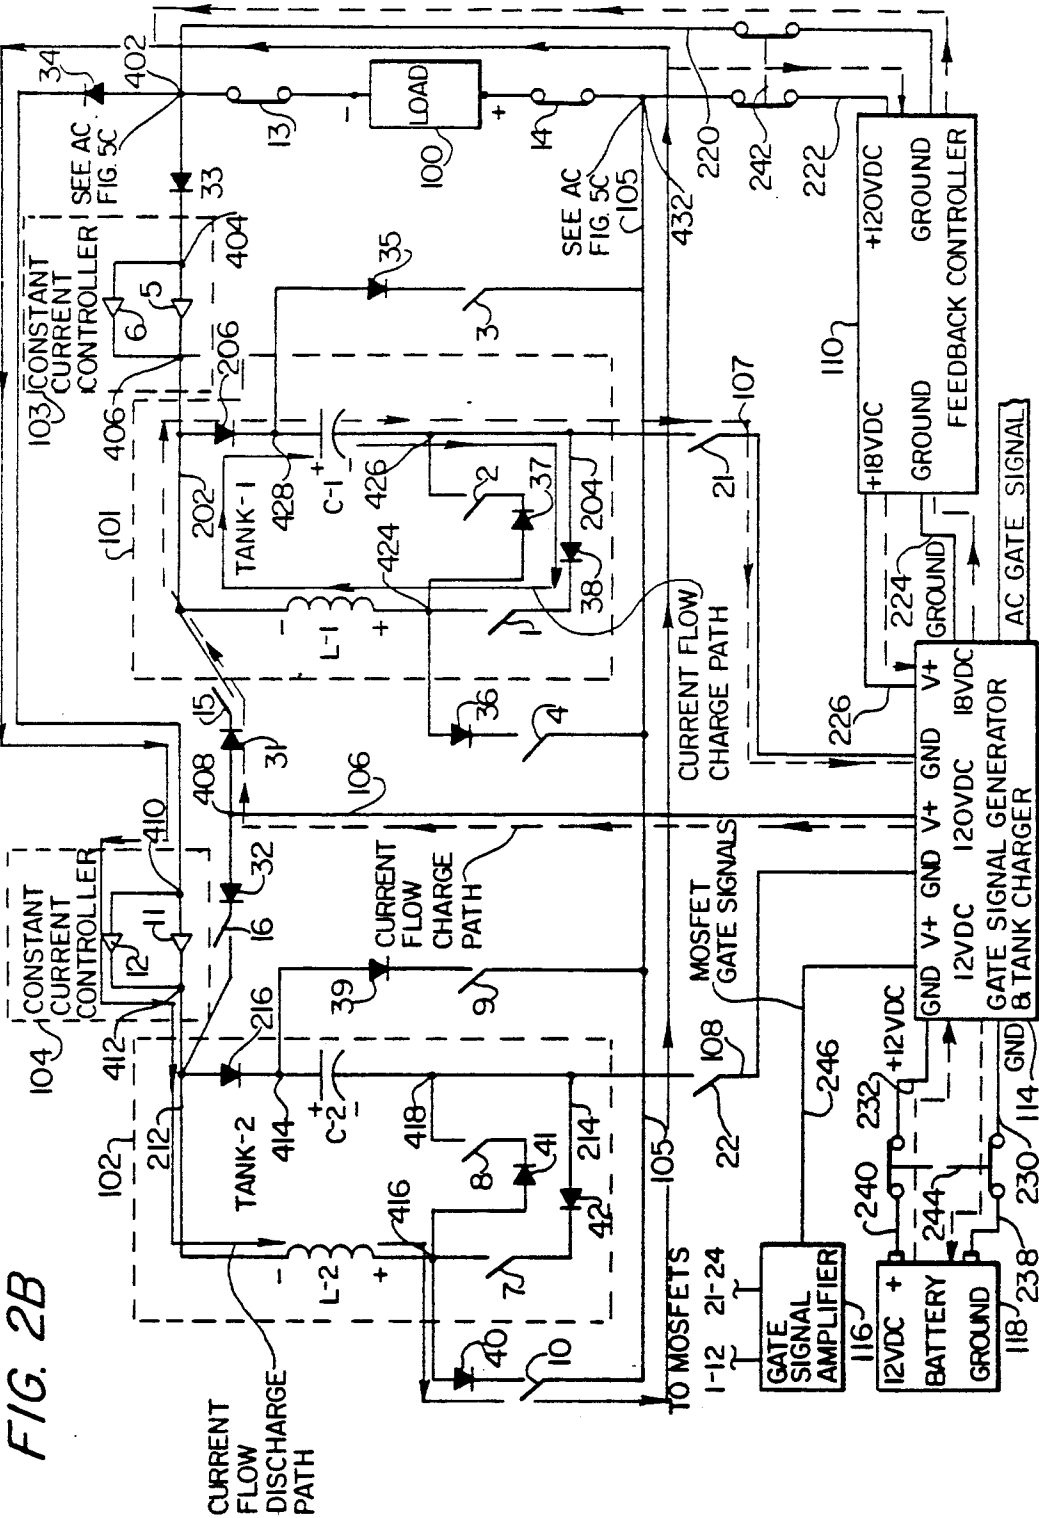 FIG. 2B
CURRENT
FLOW
DISCHARGE
PATH
104
CONSTANT
CURRENT
CONTROLLER
12
11
410
412
103
CONSTANT
CURRENT
CONTROLLER
6
5
404
406
SEE AC
FIG. 5C
34
402
33
13
-
LOAD
+
100
14
220
242
222
102
212
TANK-2
216
414
L-2
-
+
C-2
+
-
416
418
8
41
7
42
214
40
10
39
9
CURRENT
FLOW
CHARGE
PATH
16
32
408
31
15
106
101
202
TANK-1
206
428
L-1
-
+
C-1
+
-
424
426
2
37
1
38
204
36
4
35
3
SEE AC
FIG. 5C
105
432
105
22
108
21
107
CURRENT FLOW
CHARGE PATH
MOSFET
GATE SIGNALS
TO MOSFETS
1-12
21-24
GATE
SIGNAL
AMPLIFIER
116
246
12VDC +
BATTERY
GROUND
118
238
240
244
230
232
+12VDC
GND
114
GND V+ GND V+ GND V+
12VDC 120VDC 18VDC
GATE SIGNAL GENERATOR
& TANK CHARGER
226
224
GROUND
AC GATE SIGNAL
110
+18VDC
+120VDC
GROUND
GROUND
FEEDBACK CONTROLLER